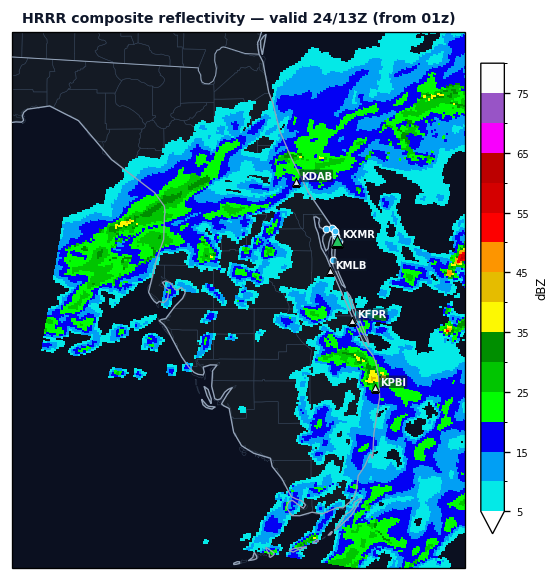 HRRR composite reflectivity — valid 24/13Z (from 01z)
75
65
55
45
35
25
15
5
dBZ
KDAB
KXMR
KMLB
KFPR
KPBI